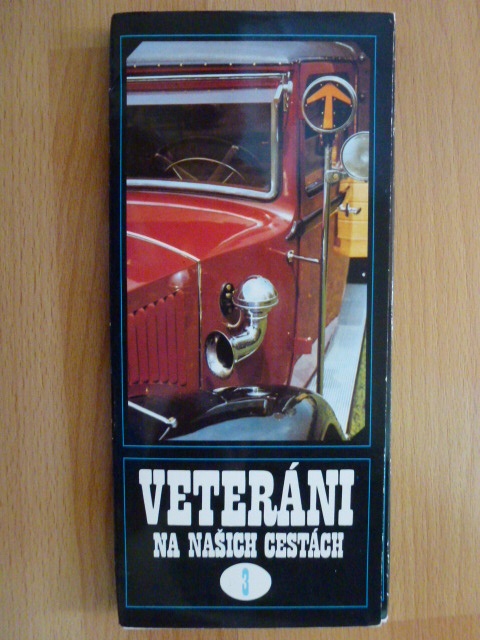 VETERÁNI
NA NAŠICH CESTÁCH
3